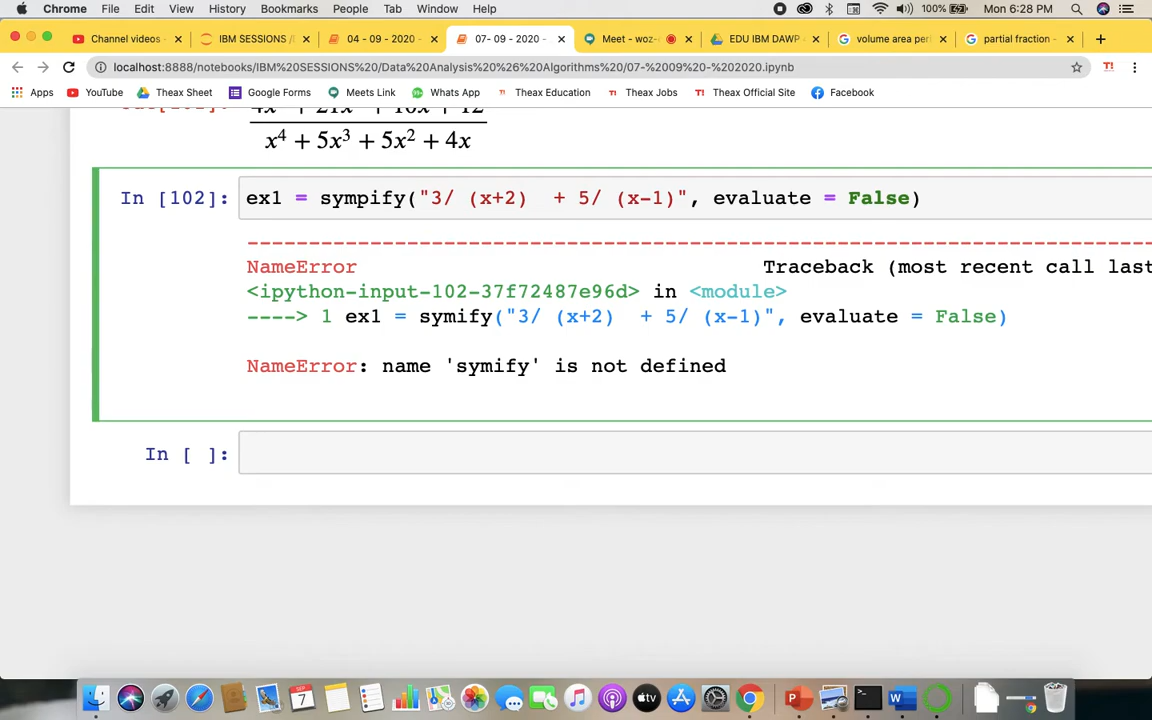 Chrome File Edit View History Bookmarks People Tab Window Help 100% Mon 6:28 PM
Channel videos - IBM SESSIONS / 04 - 09 - 2020 - 07- 09 - 2020 - Meet - woz- EDU IBM DAWP volume area peri partial fraction -
localhost:8888/notebooks/IBM%20SESSIONS%20/Data%20Analysis%20%26%20Algorithms%20/07-%2009%20-%202020.ipynb
Apps YouTube Theax Sheet Google Forms Meets Link Whats App Theax Education Theax Jobs Theax Official Site Facebook
x⁴ + 5x³ + 5x² + 4x
In [102]: ex1 = sympify("3/ (x+2)  + 5/ (x-1)", evaluate = False)
NameError Traceback (most recent call last
<ipython-input-102-37f72487e96d> in <module>
----> 1 ex1 = symify("3/ (x+2)  + 5/ (x-1)", evaluate = False)
NameError: name 'symify' is not defined
In [ ]: